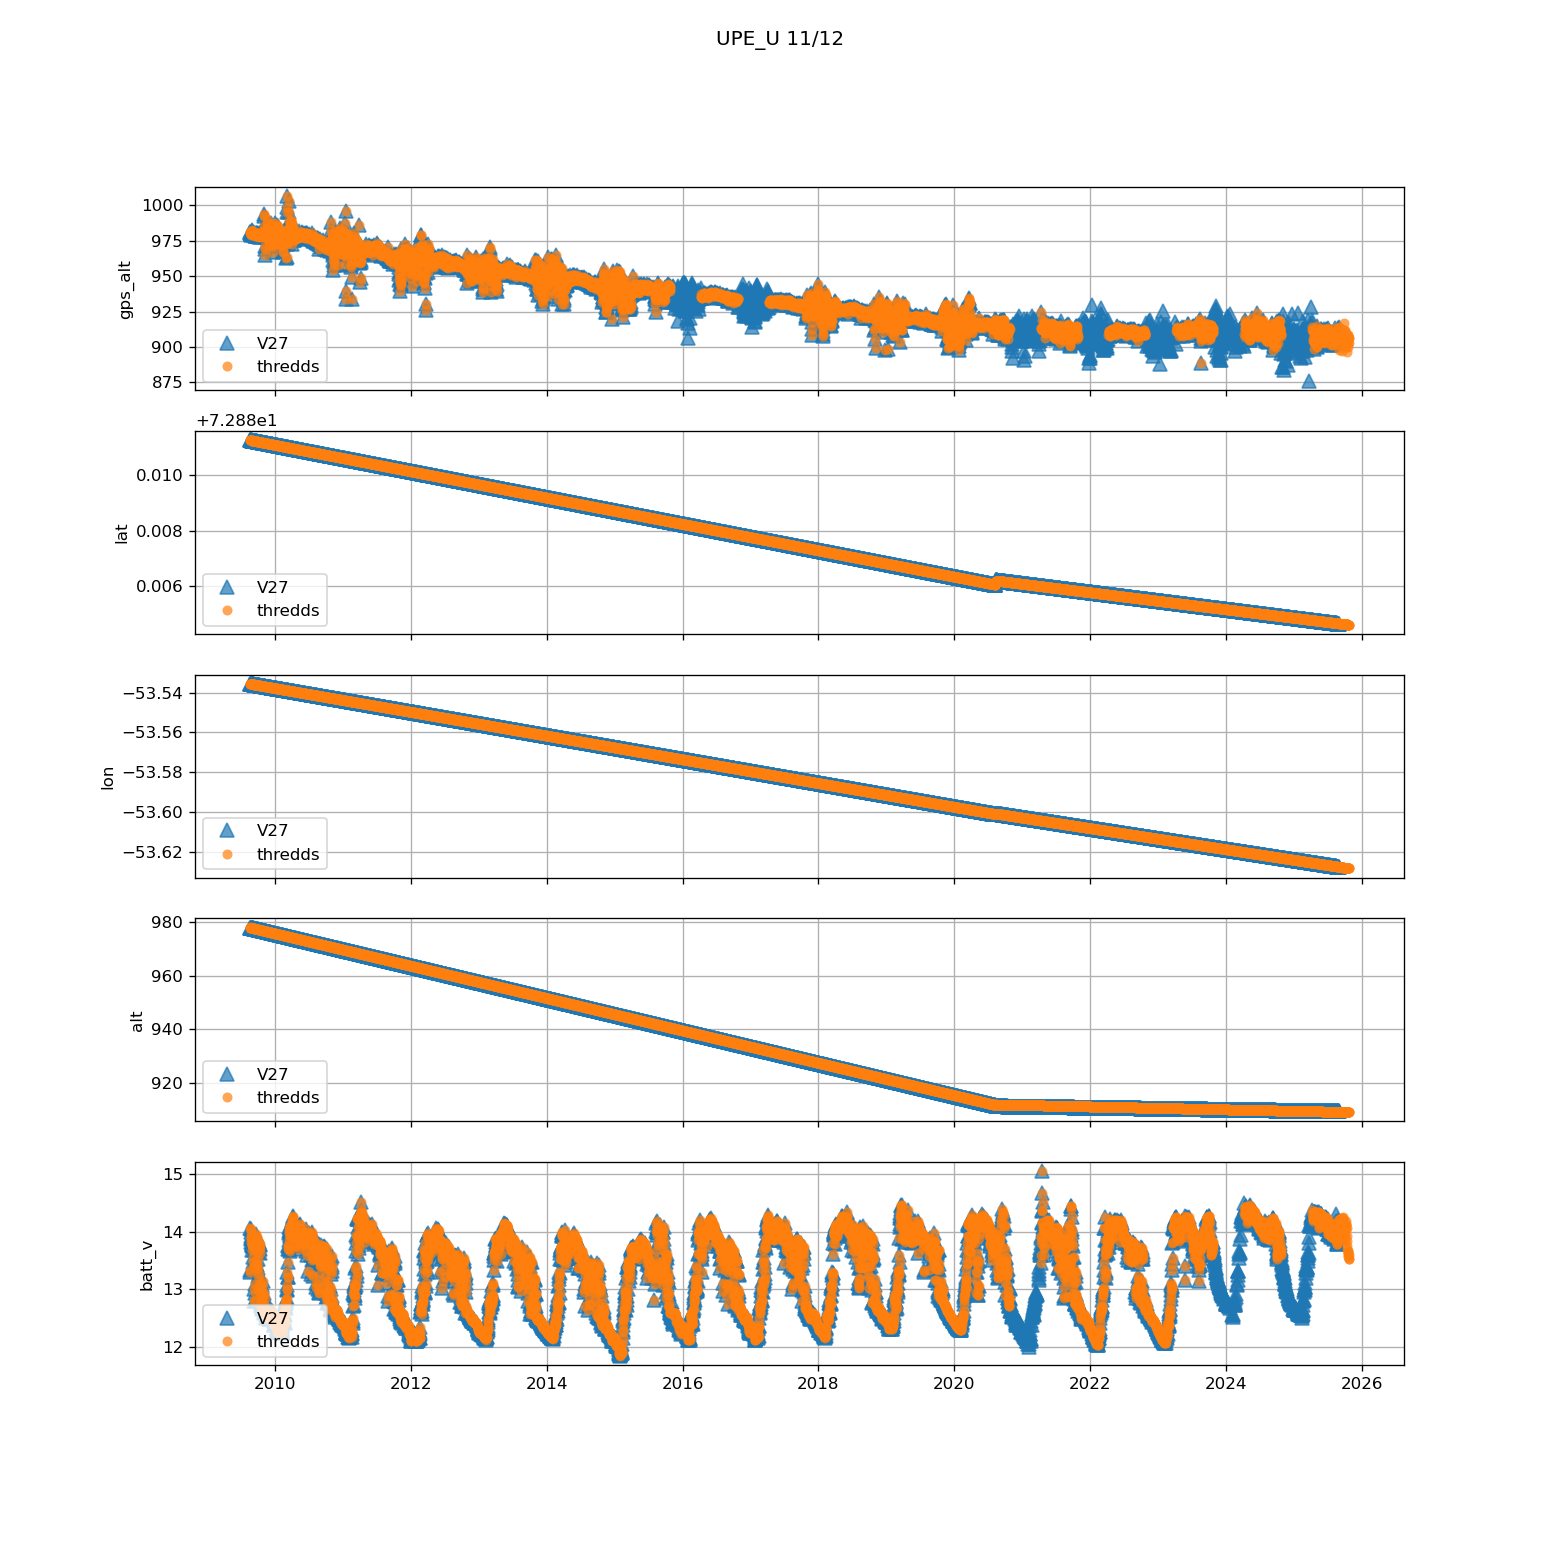 UPE_U 11/12
1000
975
950
925
900
875
gps_alt
V27
thredds
+7.288e1
0.010
0.008
0.006
lat
V27
thredds
−53.54
−53.56
−53.58
−53.60
−53.62
lon
V27
thredds
980
960
940
920
alt
V27
thredds
15
14
13
12
batt_v
V27
thredds
2010 2012 2014 2016 2018 2020 2022 2024 2026